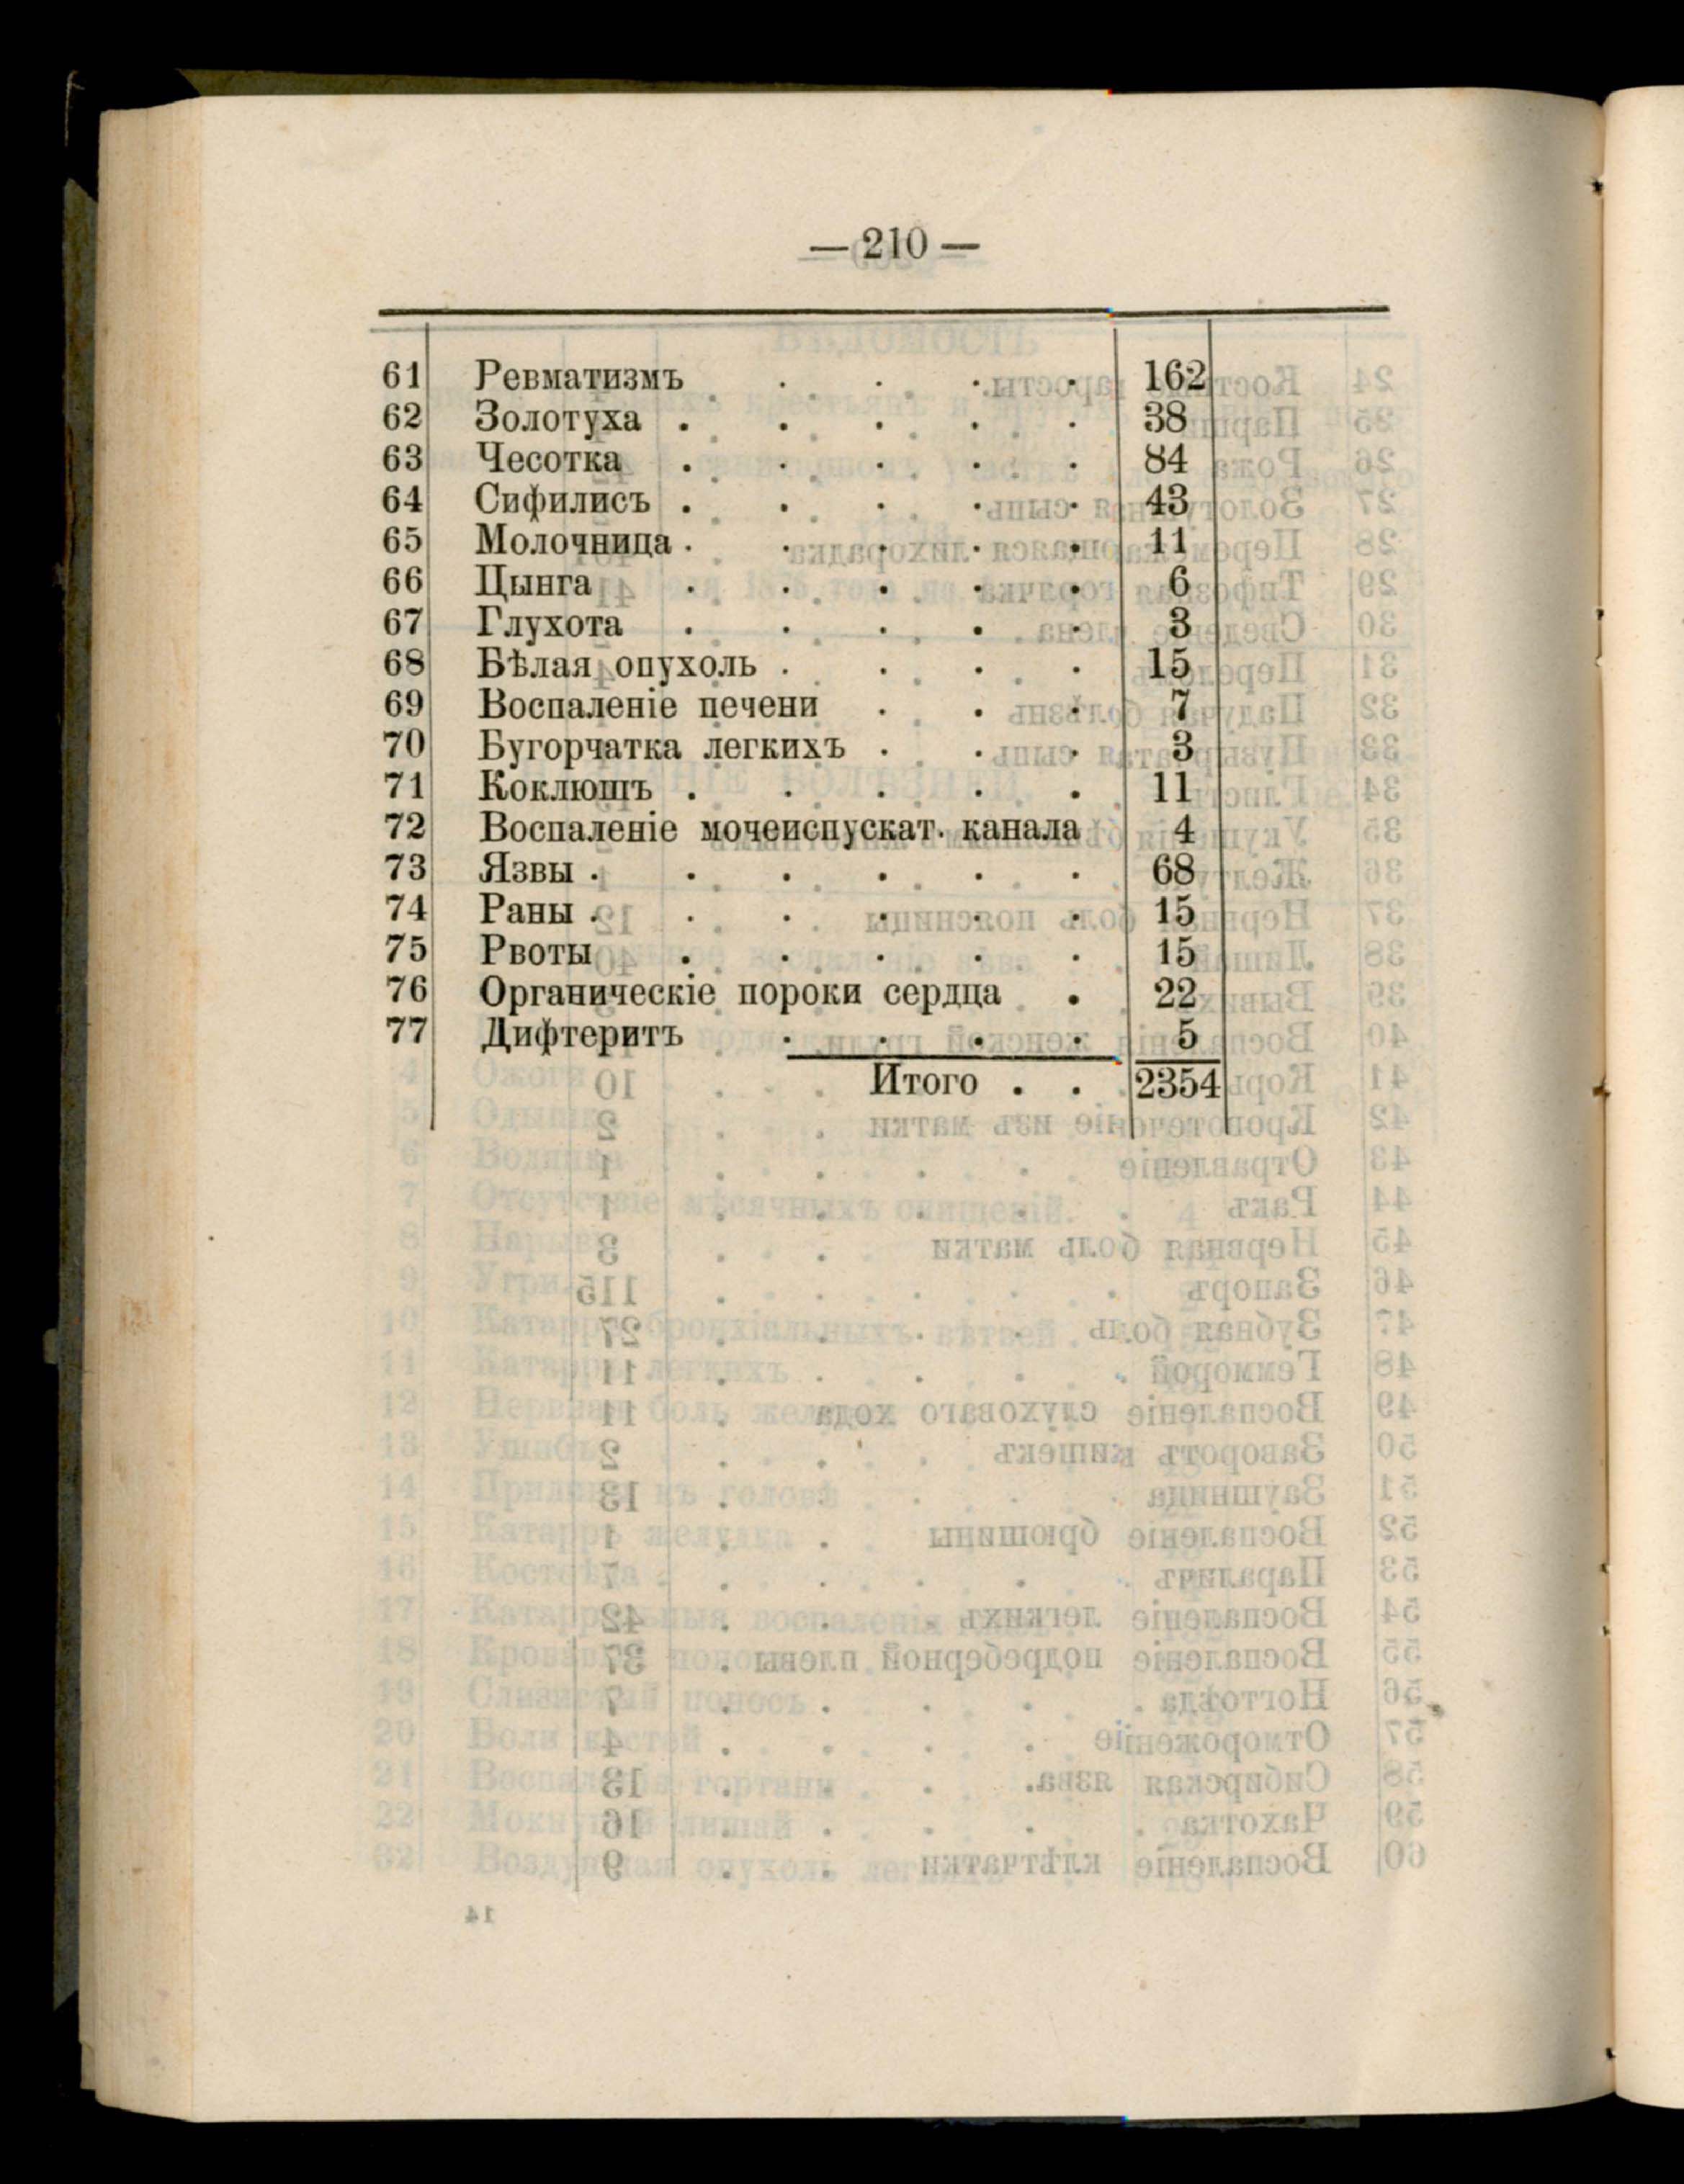 — 210 —
61 Ревматизмъ . . . . 162
62 Золотуха . . . . . 38
63 Чесотка . . . . . 84
64 Сифилисъ . . . . . 43
65 Молочница . . . . . 11
66 Цынга . . . . . 6
67 Глухота . . . . . 3
68 Бѣлая опухоль . . . . 15
69 Воспаленіе печени . . . 7
70 Бугорчатка легкихъ . . . 3
71 Коклюшъ . . . . . 11
72 Воспаленіе мочеиспускат. канала 4
73 Язвы . . . . . . 68
74 Раны . . . . . . 15
75 Рвоты . . . . . 15
76 Органическіе пороки сердца . 22
77 Дифтеритъ . . . . 5
Итого . . 2354